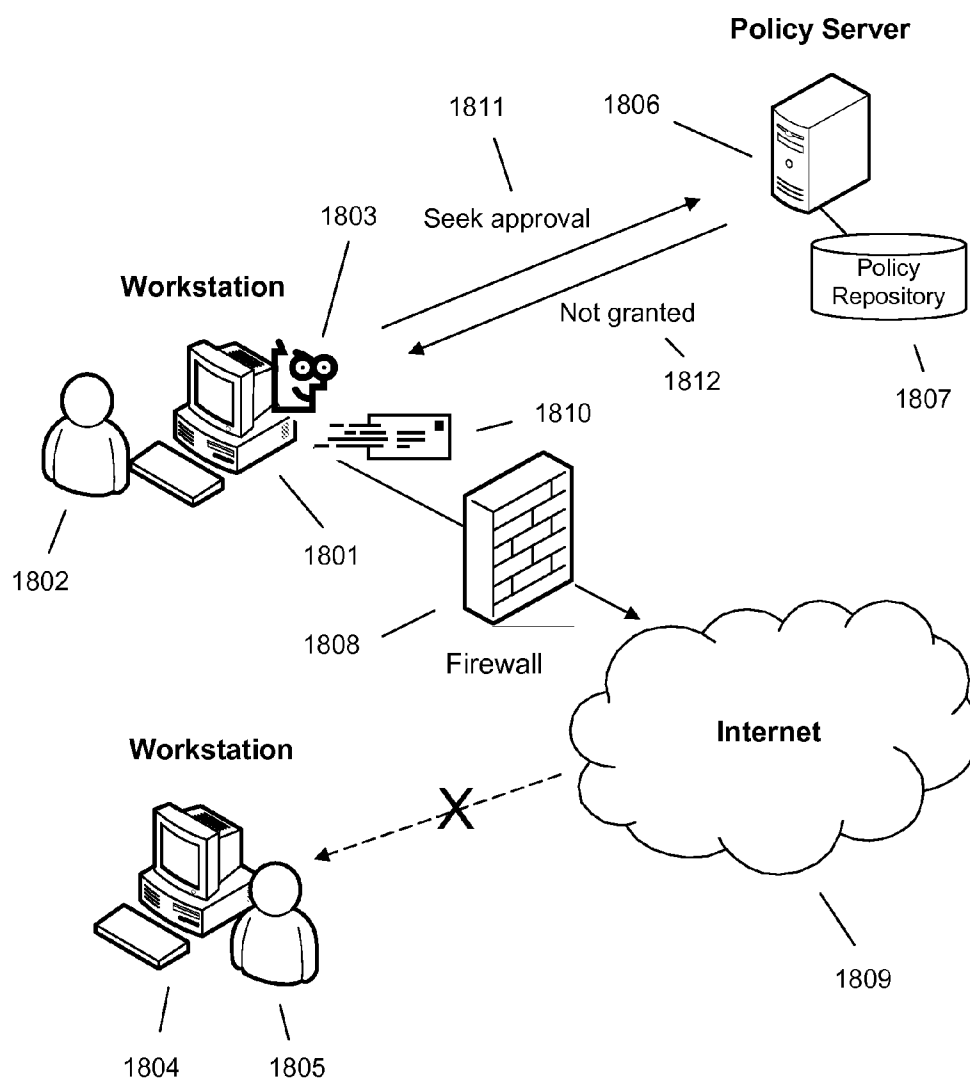 Policy Server
1811
1806
1803
Seek approval
Workstation
Policy
Repository
Not granted
1812
1807
1810
1801
1802
1808
Firewall
Internet
Workstation
X
1809
1804
1805